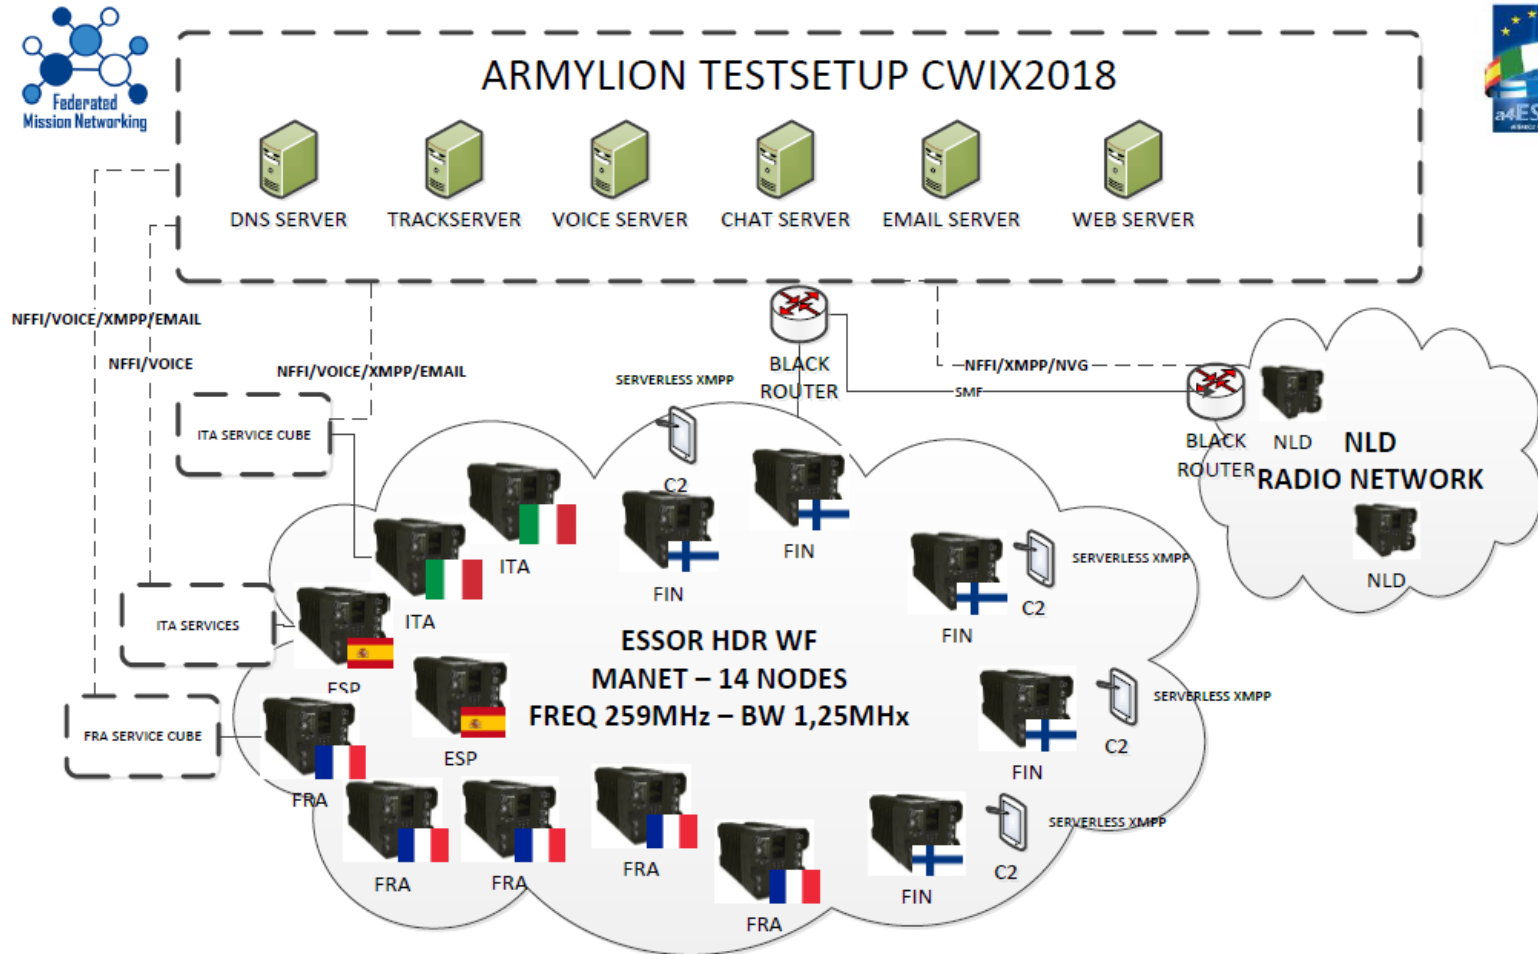 Federated
Mission Networking
a4ES
ARMYLION TESTSETUP CWIX2018
DNS SERVER
TRACKSERVER
VOICE SERVER
CHAT SERVER
EMAIL SERVER
WEB SERVER
NFFI/VOICE/XMPP/EMAIL
NFFI/VOICE
NFFI/VOICE/XMPP/EMAIL
BLACK
ROUTER
NFFI/XMPP/NVG
SMF
BLACK
ROUTER
NLD
NLD
RADIO NETWORK
NLD
SERVERLESS XMPP
C2
ITA SERVICE CUBE
ITA
FIN
FIN
ITA
SERVERLESS XMPP
C2
FIN
ITA SERVICES
ESP
ESSOR HDR WF
MANET – 14 NODES
FREQ 259MHz – BW 1,25MHx
SERVERLESS XMPP
C2
FIN
FRA SERVICE CUBE
ESP
FRA
FRA
FRA
FRA
FRA
SERVERLESS XMPP
C2
FIN